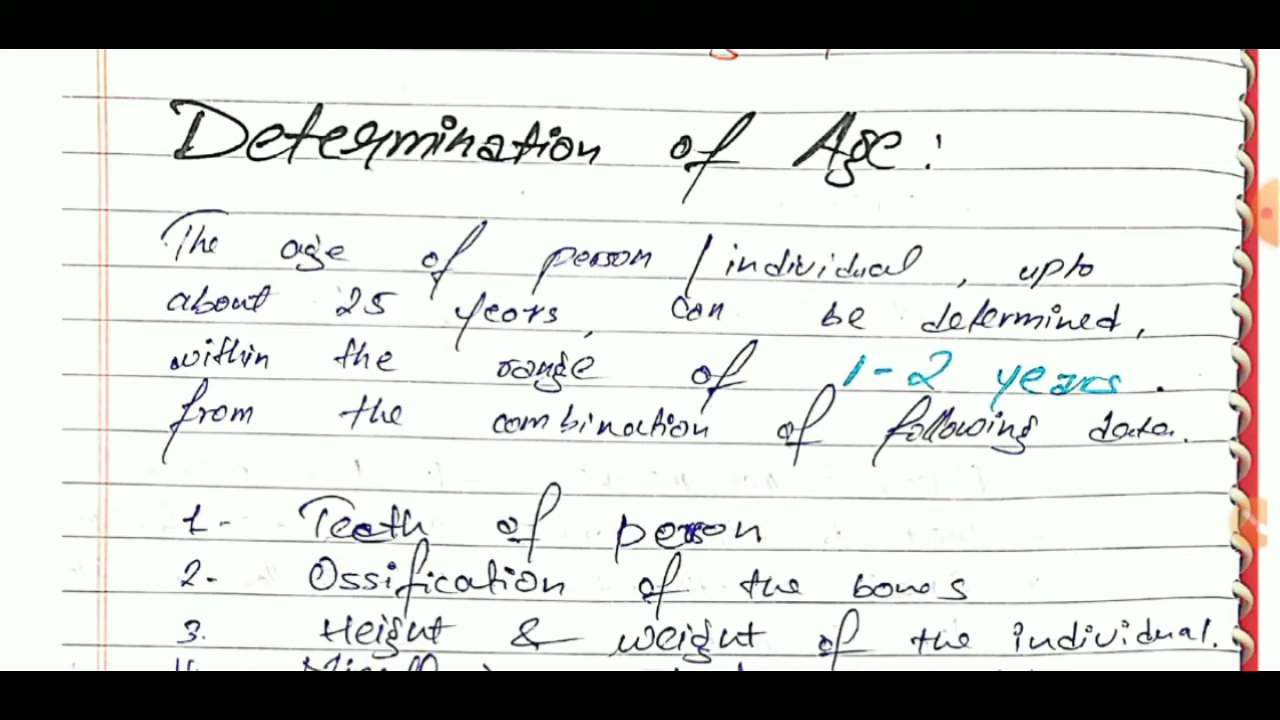 Determination of Age:
The age of person / individual, upto
about 25 years, can be determined,
within the range of 1-2 years.
from the combination of following data.
1- Teeth of person
2- Ossification of the bones
3. Height & weight of the individual.